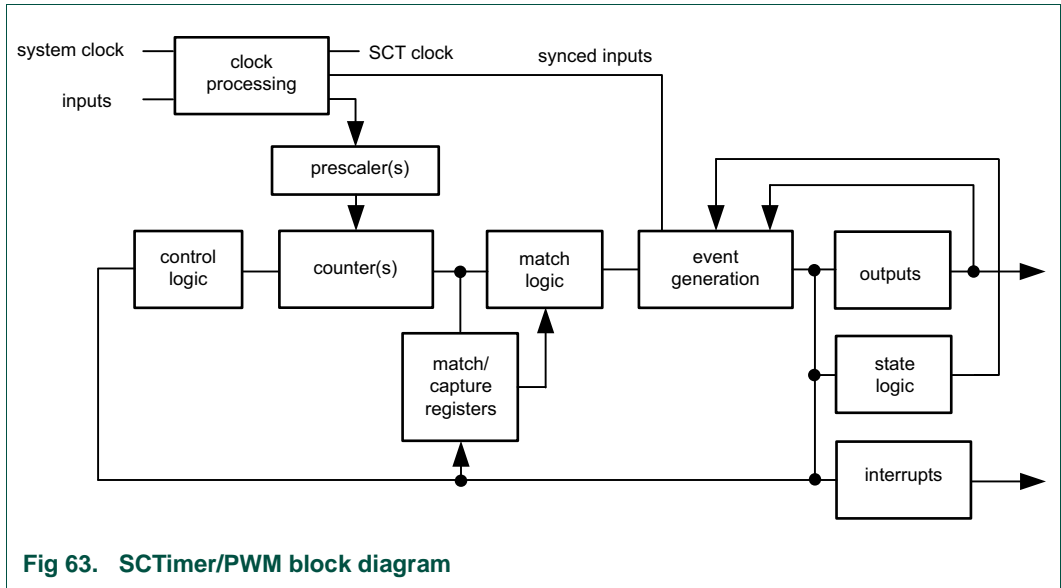 system clock
inputs
clock
processing
SCT clock
synced inputs
prescaler(s)
control
logic
counter(s)
match
logic
event
generation
outputs
match/
capture
registers
state
logic
interrupts
Fig 63. SCTimer/PWM block diagram